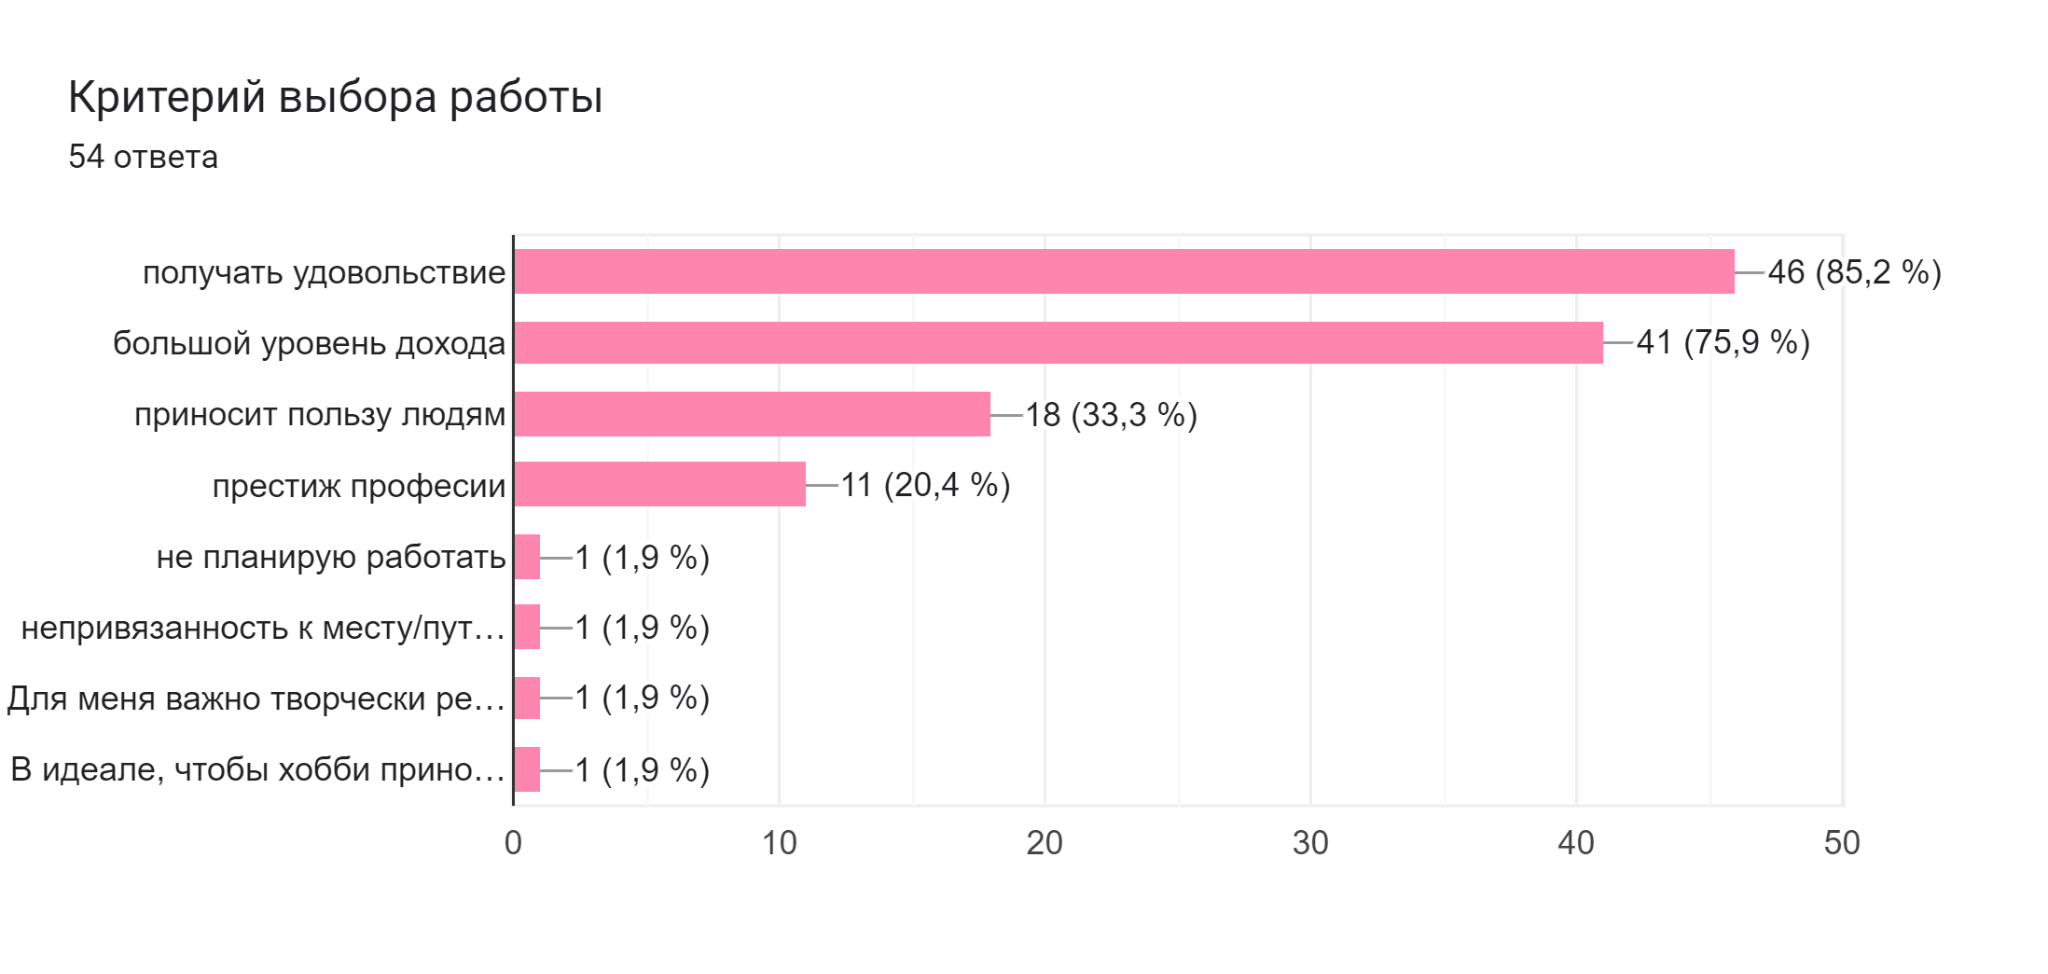 Критерий выбора работы
54 ответа
получать удовольствие 46 (85,2 %)
большой уровень дохода 41 (75,9 %)
приносит пользу людям 18 (33,3 %)
престиж професии 11 (20,4 %)
не планирую работать 1 (1,9 %)
непривязанность к месту/пут… 1 (1,9 %)
Для меня важно творчески ре… 1 (1,9 %)
В идеале, чтобы хобби прино… 1 (1,9 %)
0 10 20 30 40 50